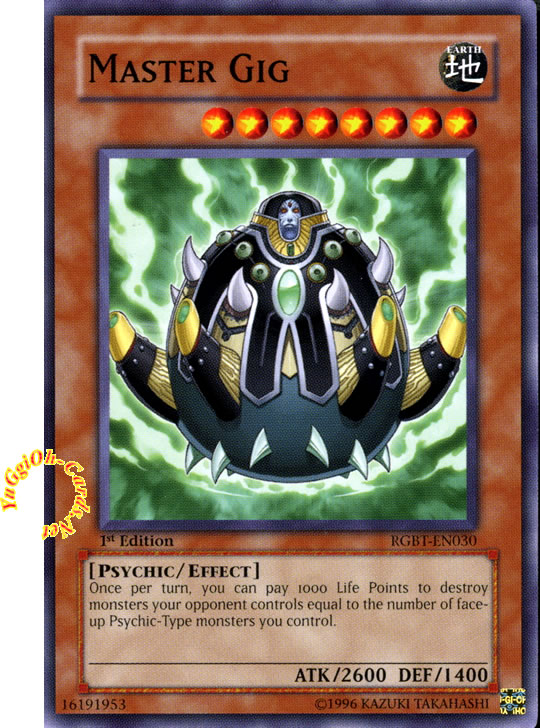 MASTER GIG
EARTH
地
YuGgiOh-Cards.Net
1st Edition
RGBT-EN030
[PSYCHIC/EFFECT]
Once per turn, you can pay 1000 Life Points to destroy
monsters your opponent controls equal to the number of face-
up Psychic-Type monsters you control.
ATK/2600 DEF/1400
16191953
©1996 KAZUKI TAKAHASHI